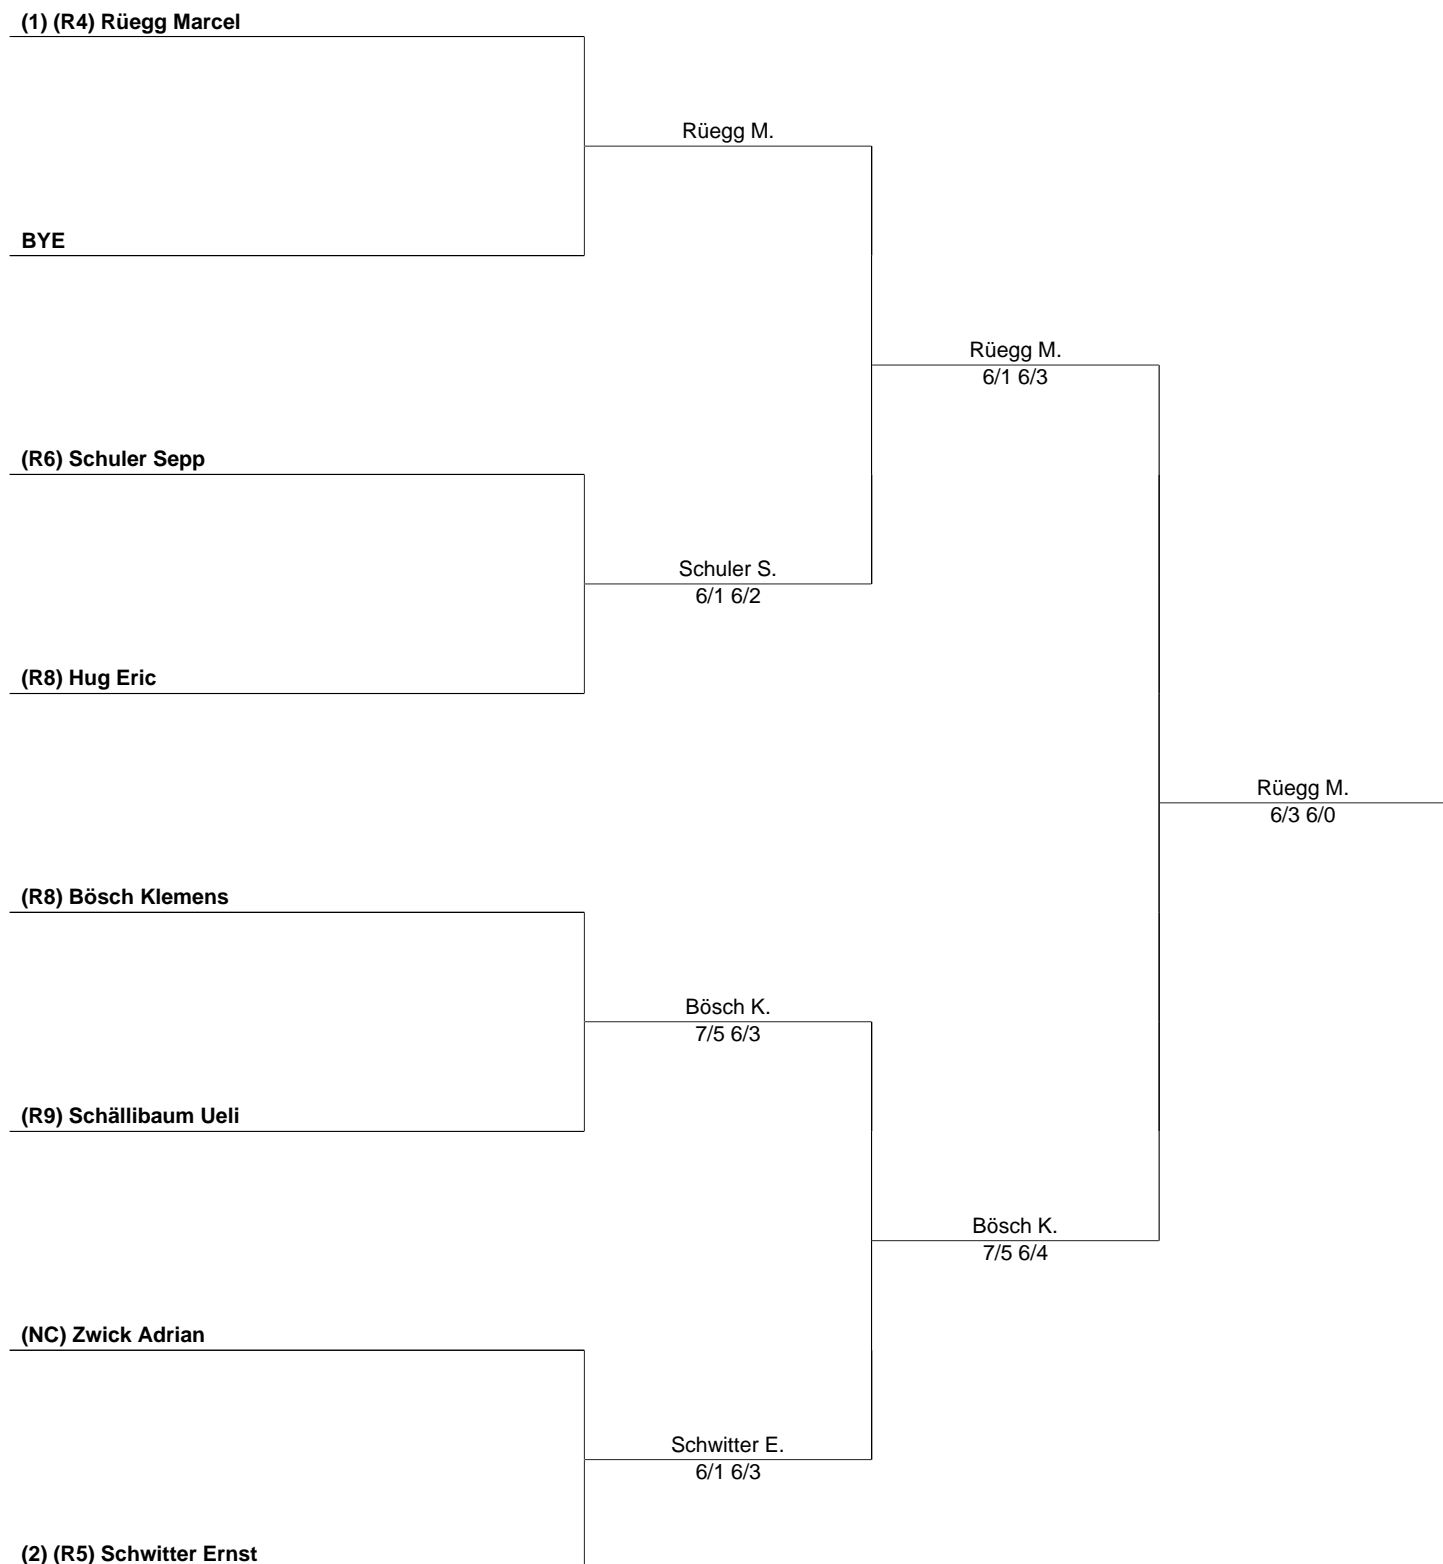 (1) (R4) Rüegg Marcel
Rüegg M.
BYE
Rüegg M.
6/1 6/3
(R6) Schuler Sepp
Schuler S.
6/1 6/2
(R8) Hug Eric
Rüegg M.
6/3 6/0
(R8) Bösch Klemens
Bösch K.
7/5 6/3
(R9) Schällibaum Ueli
Bösch K.
7/5 6/4
(NC) Zwick Adrian
Schwitter E.
6/1 6/3
(2) (R5) Schwitter Ernst